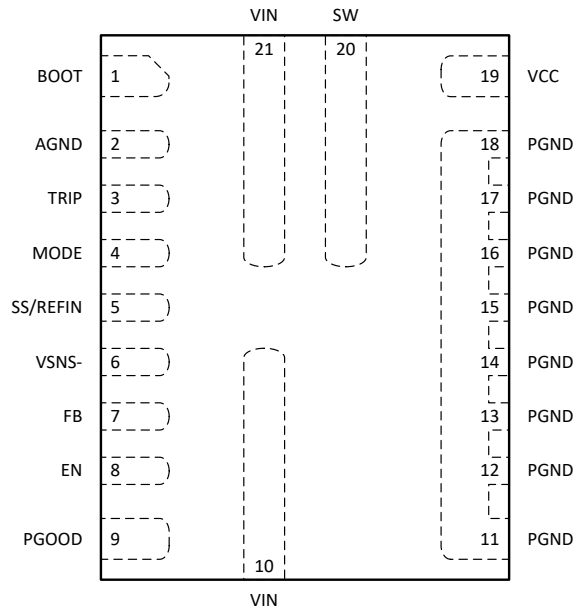 VIN SW
21 20
BOOT 1 19 VCC
AGND 2 18 PGND
TRIP 3 17 PGND
MODE 4 16 PGND
SS/REFIN 5 15 PGND
VSNS- 6 14 PGND
FB 7 13 PGND
EN 8 12 PGND
PGOOD 9 11 PGND
10
VIN